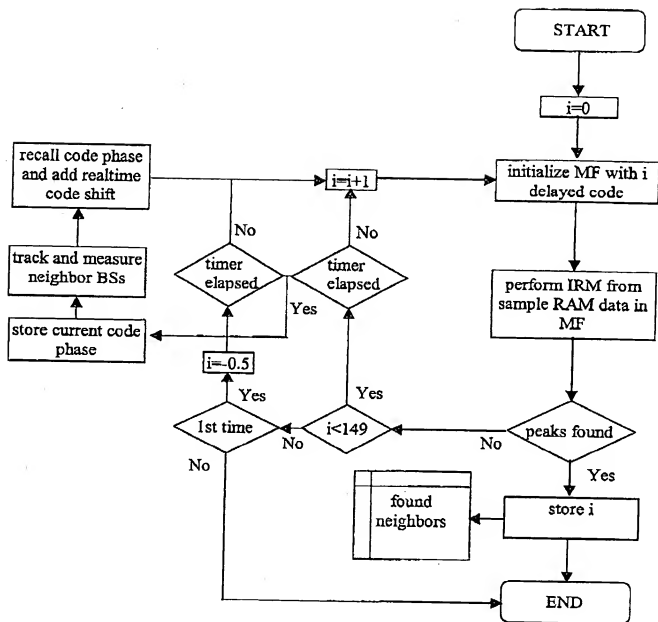 START
i=0
recall code phase
and add realtime
code shift
i=i+1
initialize MF with i
delayed code
No
No
track and measure
neighbor BSs
timer
elapsed
timer
elapsed
perform IRM from
sample RAM data in
MF
Yes
store current code
phase
i=-0.5
Yes
Yes
1st time
No
i<149
No
peaks found
No
Yes
found
neighbors
store i
END